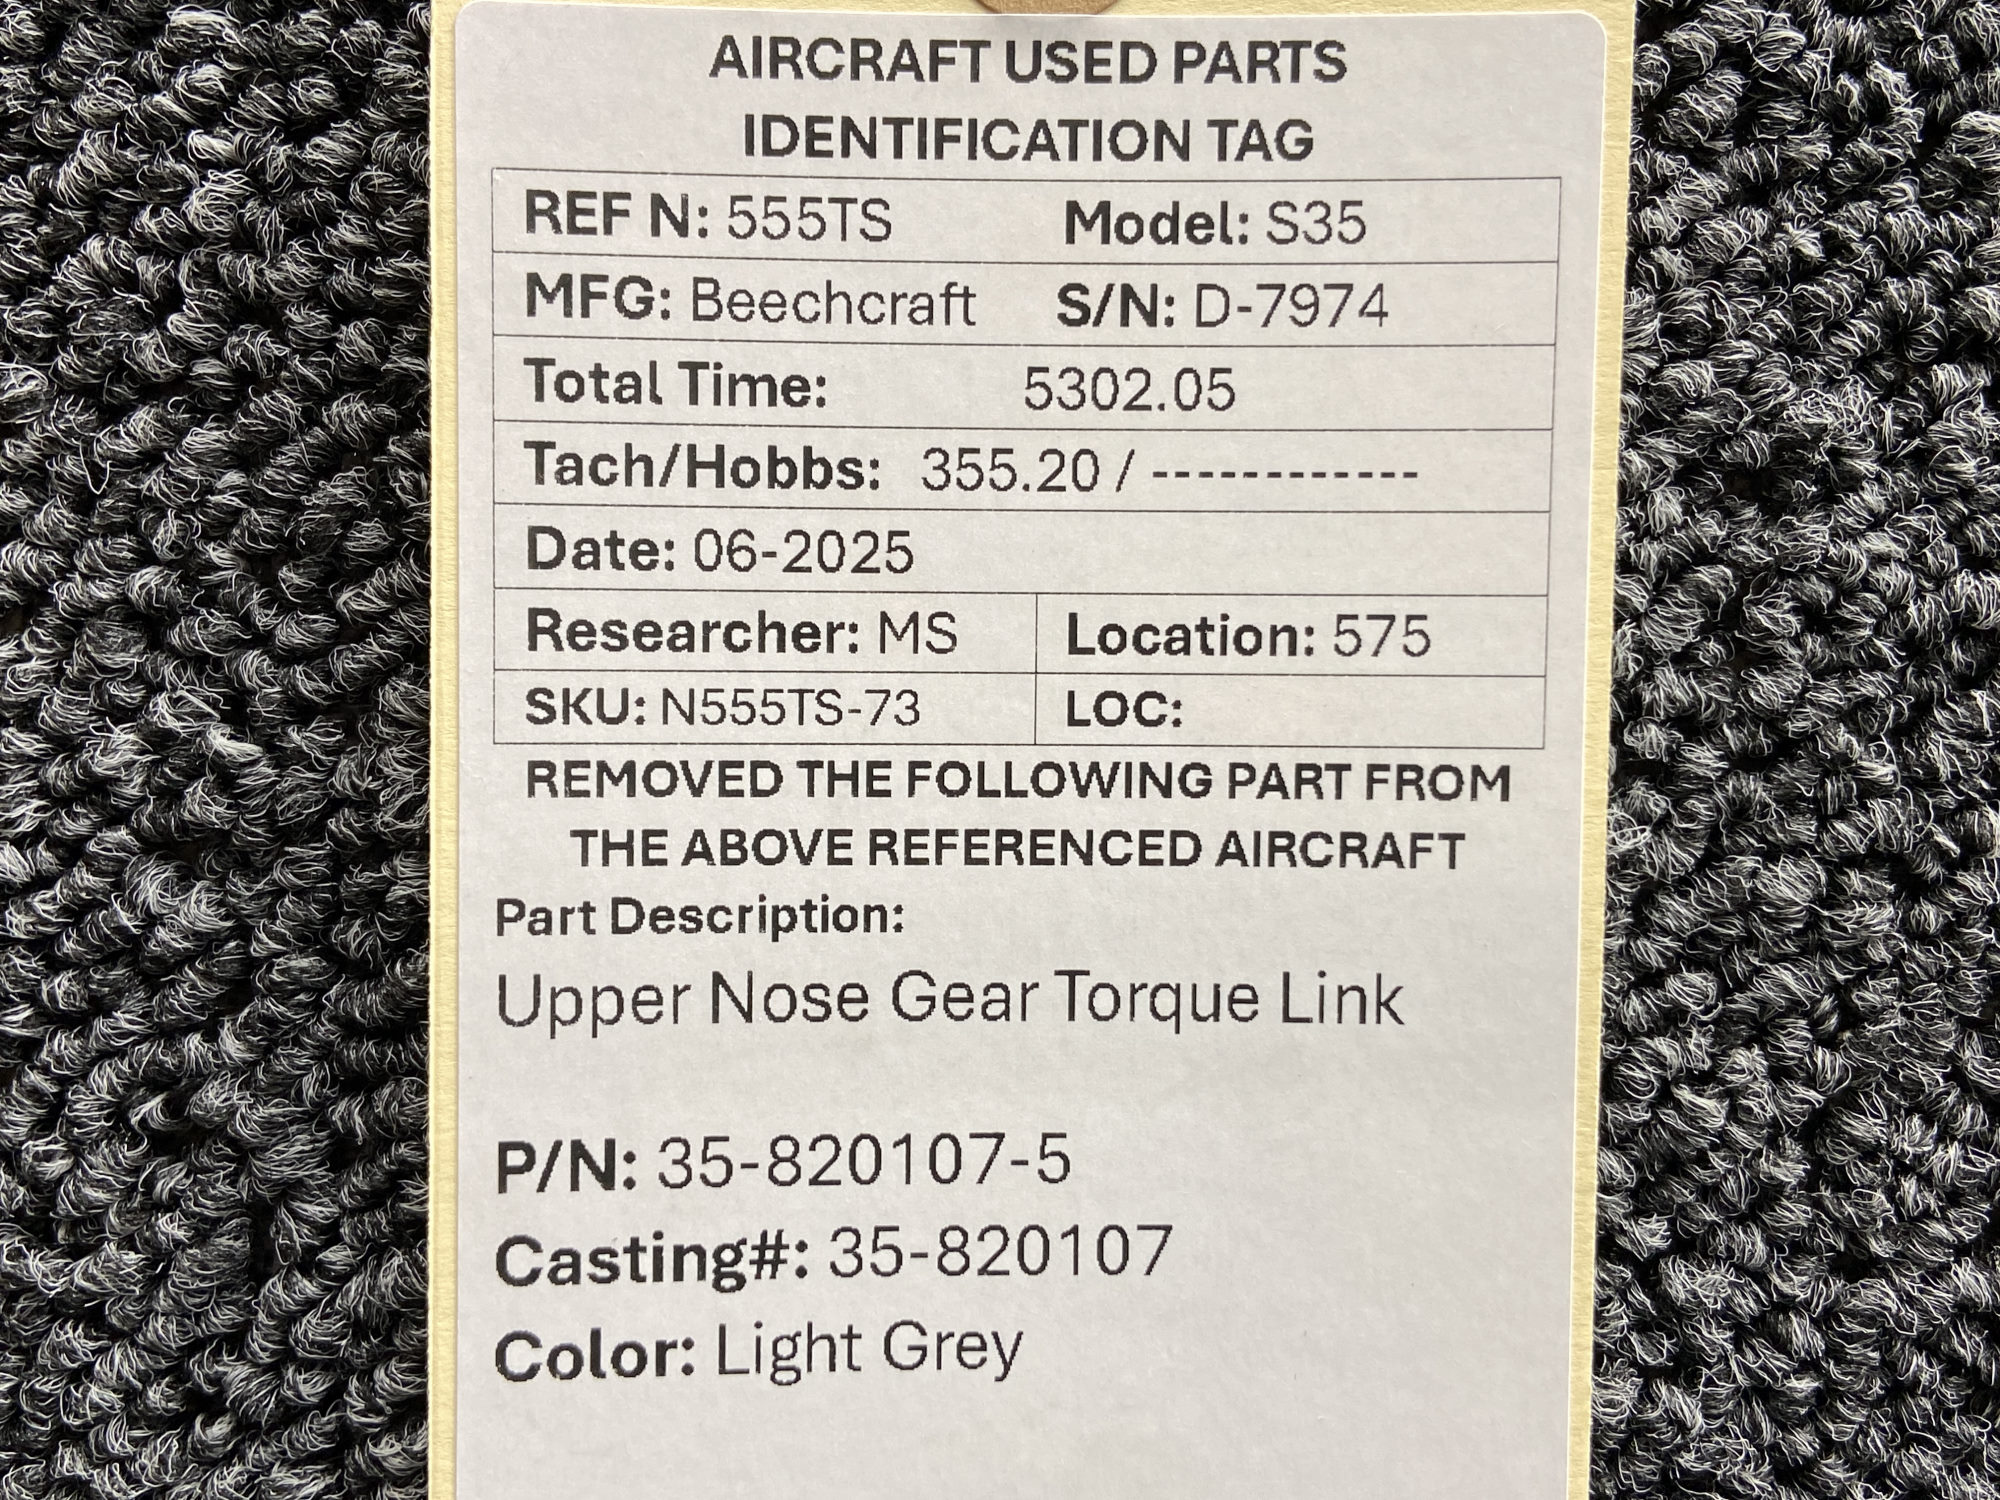 AIRCRAFT USED PARTS
IDENTIFICATION TAG
REF N: 555TS Model: S35
MFG: Beechcraft S/N: D-7974
Total Time: 5302.05
Tach/Hobbs: 355.20 / ------------
Date: 06-2025
Researcher: MS Location: 575
SKU: N555TS-73 LOC:
REMOVED THE FOLLOWING PART FROM
THE ABOVE REFERENCED AIRCRAFT
Part Description:
Upper Nose Gear Torque Link
P/N: 35-820107-5
Casting#: 35-820107
Color: Light Grey